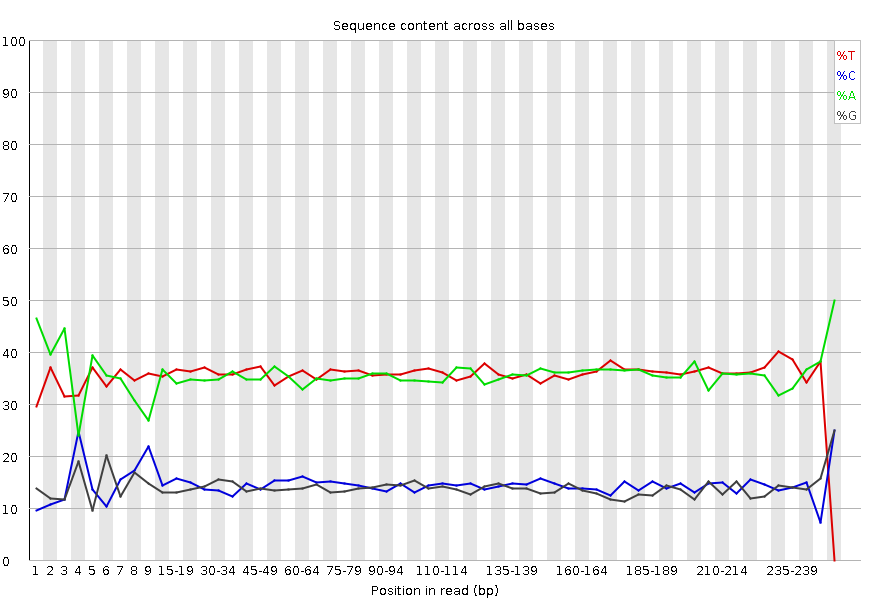 Sequence content across all bases
100
90
80
70
60
50
40
30
20
10
0
%T
%C
%A
%G
1 2 3 4 5 6 7 8 9 15-19 30-34 45-49 60-64 75-79 90-94 110-114 135-139 160-164 185-189 210-214 235-239
Position in read (bp)